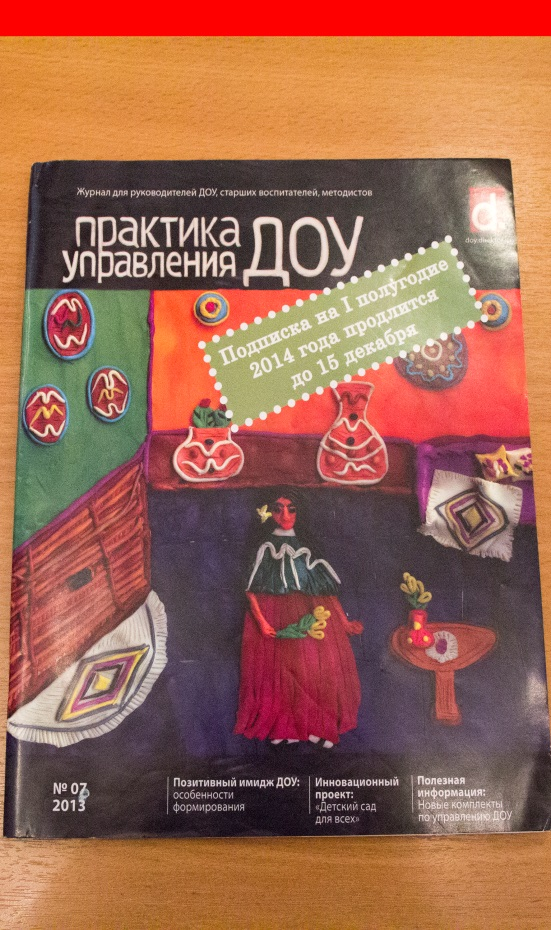 Журнал для руководителей ДОУ, старших воспитателей, методистов
d
практика
управления ДОУ
Подписка на I полугодие
2014 года продлится
до 15 декабря
№ 07
2013
Позитивный имидж ДОУ:
особенности
формирования
Инновационный
проект:
«Детский сад
для всех»
Полезная
информация:
Новые комплекты
по управлению ДОУ